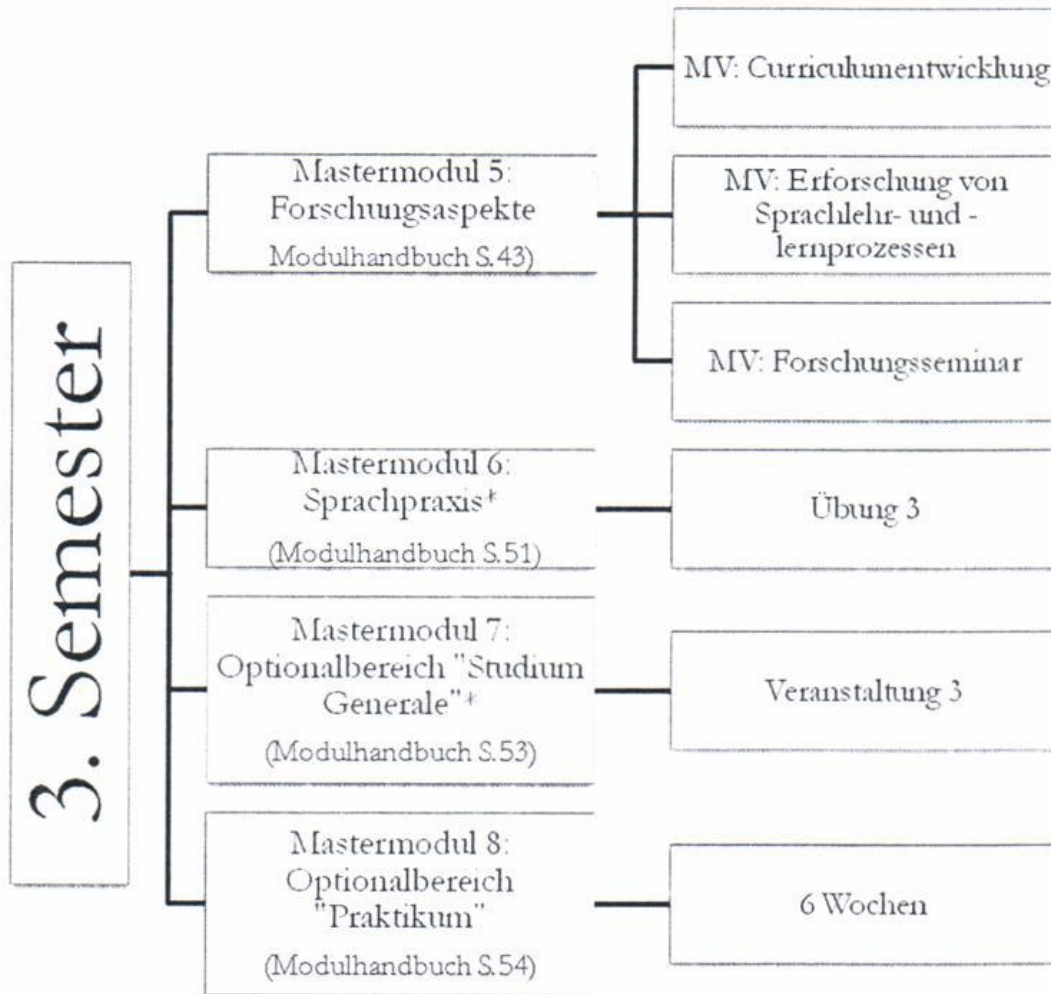 3. Semester
Mastermodul 5:
Forschungsaspekte
Modulhandbuch S.43)
MV: Curriculumentwicklung
MV: Erforschung von
Sprachlehr- und -
lernprozessen
MV: Forschungsseminar
Mastermodul 6:
Sprachpraxis*
(Modulhandbuch S.51)
Übung 3
Mastermodul 7:
Optionalbereich "Studium
Generale"*
(Modulhandbuch S.53)
Veranstaltung 3
Mastermodul 8:
Optionalbereich
"Praktikum"
(Modulhandbuch S.54)
6 Wochen